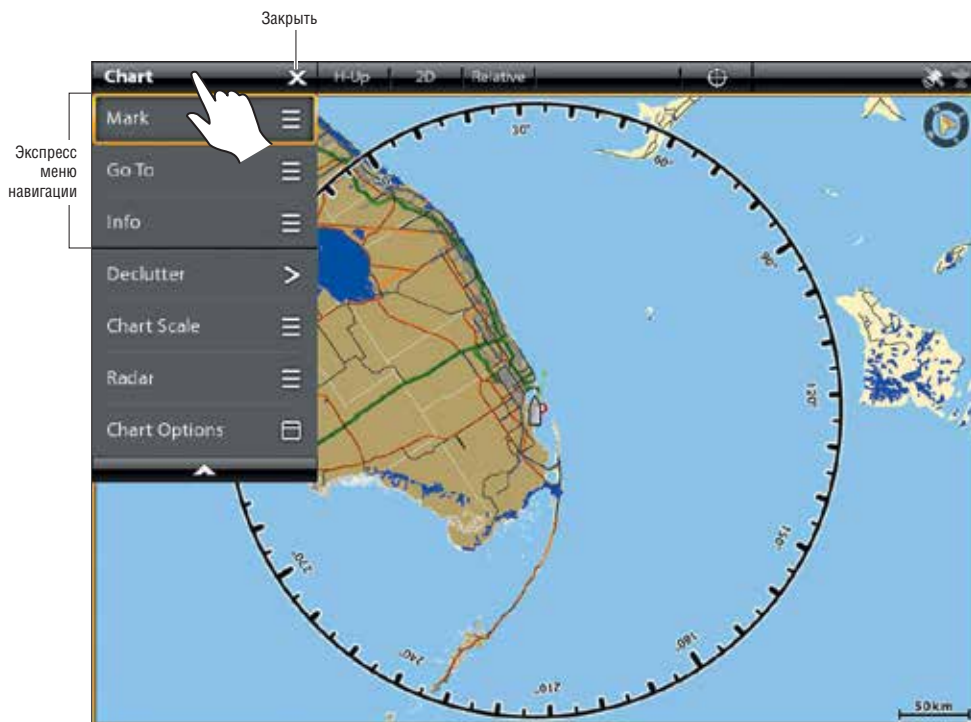 Закрыть
Chart
H-Up 2D Relative
Mark
Go To
Info
Экспресс
меню
навигации
Declutter
Chart Scale
Radar
Chart Options
30°
60°
90°
120°
150°
180°
210°
240°
270°
50km